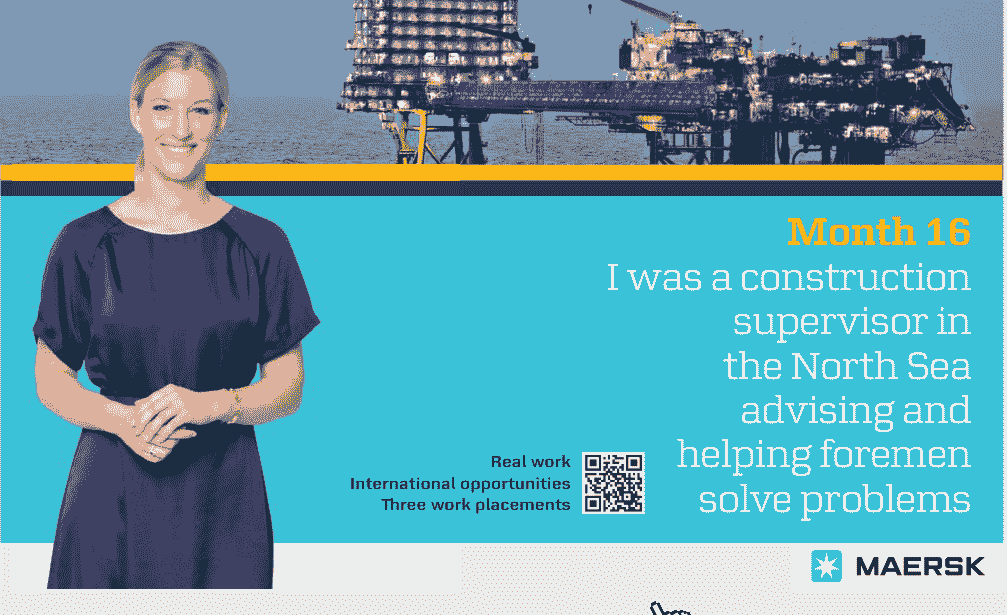 Month 16
I was a construction
supervisor in
the North Sea
advising and
helping foremen
solve problems
Real work
International opportunities
Three work placements
MAERSK